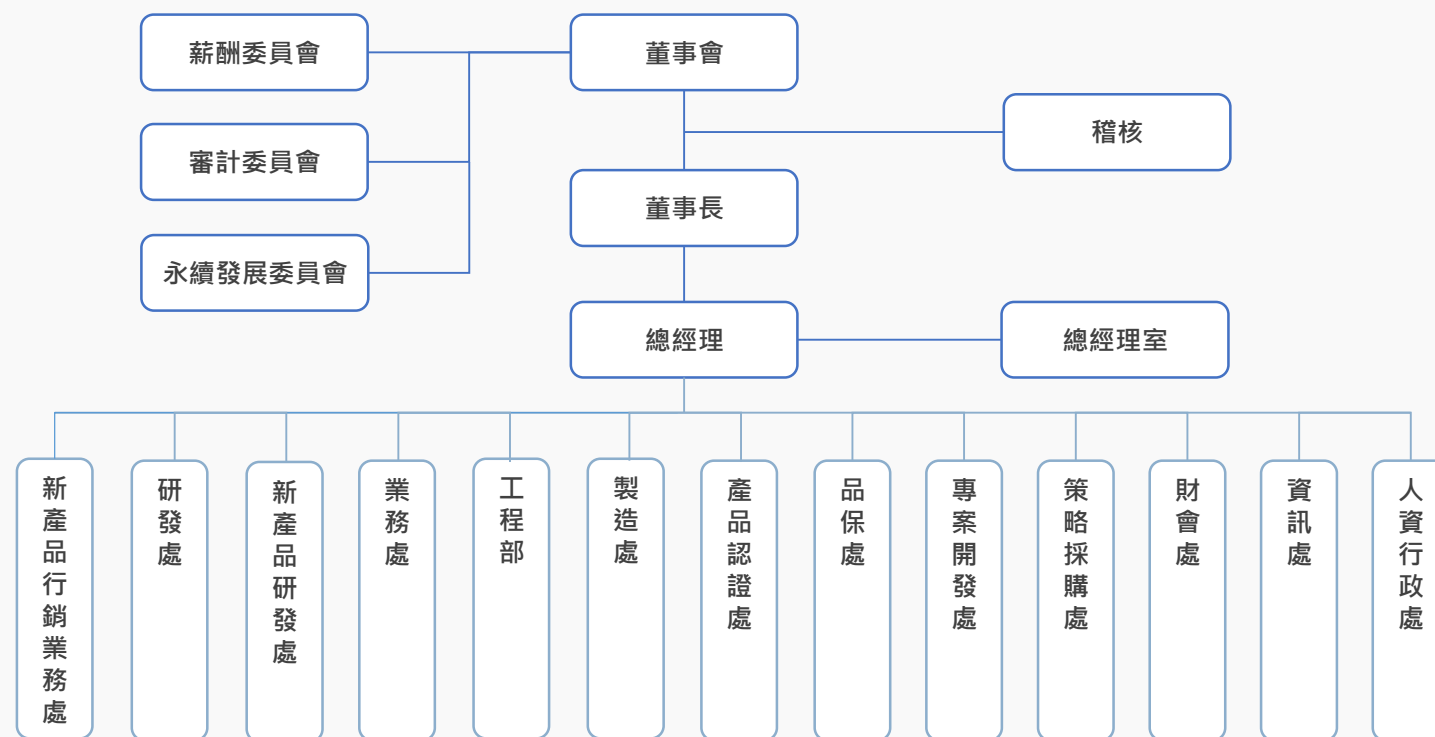 薪酬委員會
董事會
稽核
審計委員會
董事長
永續發展委員會
總經理
總經理室
新產品行銷業務處
研發處
新產品研發處
業務處
工程部
製造處
產品認證處
品保處
專案開發處
策略採購處
財會處
資訊處
人資行政處